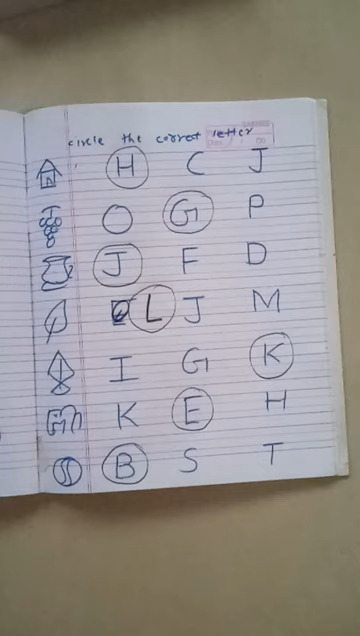 circle the correct letter
H C J
O G P
J F D
L J M
I G K
K E H
B S T